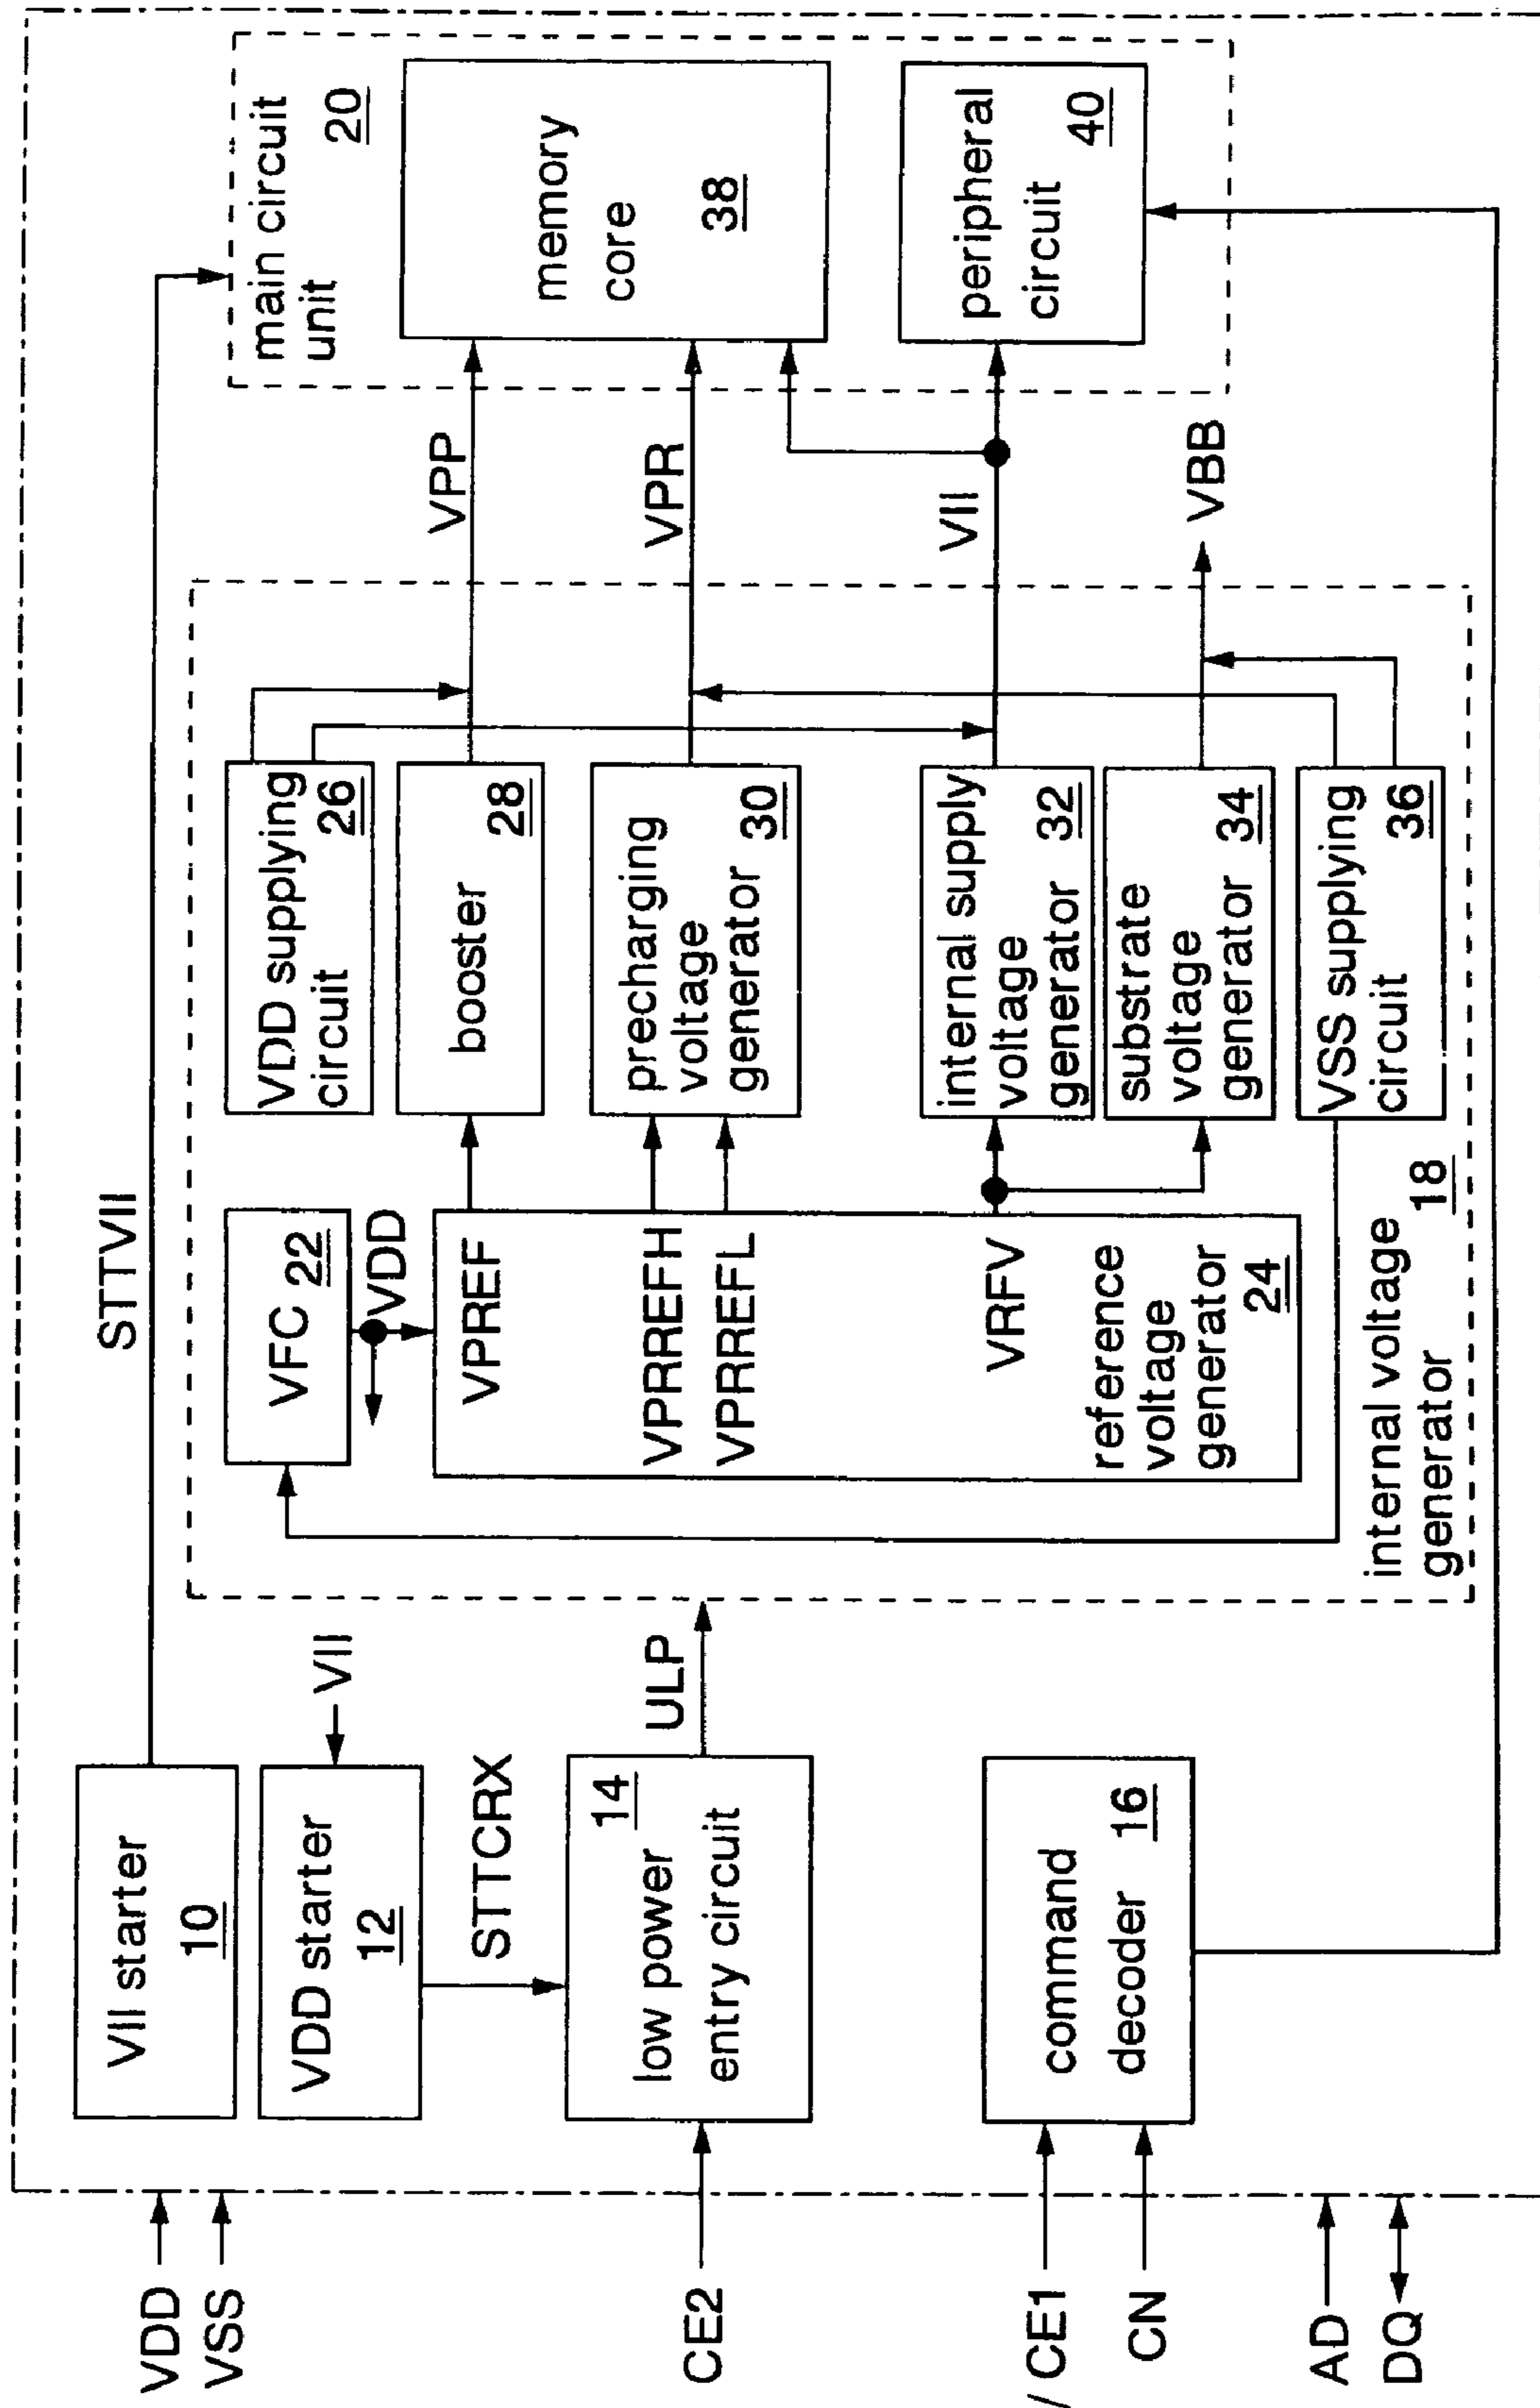 VDD
VSS
CE2
/ CE1
CN
AD
DQ
VII starter
10
VDD starter
12
VII
STTCRX
low power
entry circuit
14
ULP
command
decoder
16
STTVII
VFC 22
VDD
VPREF
VPRREFH
VPRREFL
VRFV
reference
voltage
generator
24
internal voltage
generator
18
VDD supplying
circuit
26
booster
28
precharging
voltage
generator
30
internal supply
voltage
generator
32
substrate
voltage
generator
34
VSS supplying
circuit
36
VPP
VPR
VII
VBB
main circuit
unit
20
memory
core
38
peripheral
circuit
40